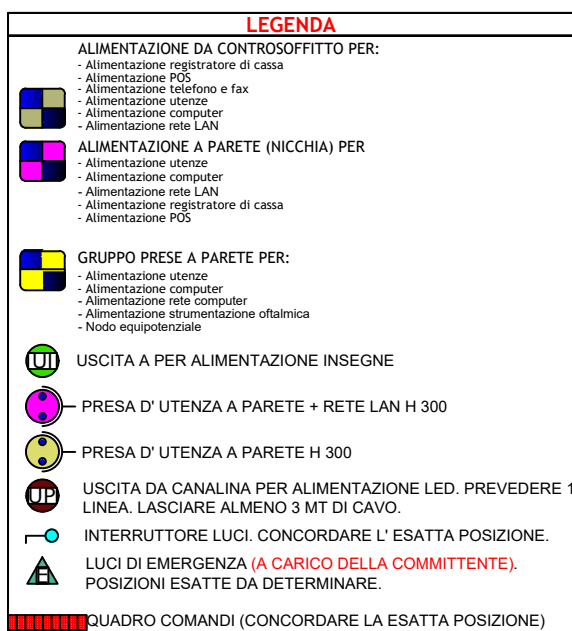 LEGENDA
ALIMENTAZIONE DA CONTROSOFFITTO PER:
- Alimentazione registratore di cassa
- Alimentazione POS
- Alimentazione telefono e fax
- Alimentazione utenze
- Alimentazione computer
- Alimentazione rete LAN
ALIMENTAZIONE A PARETE (NICCHIA) PER
- Alimentazione utenze
- Alimentazione computer
- Alimentazione rete LAN
- Alimentazione registratore di cassa
- Alimentazione POS
GRUPPO PRESE A PARETE PER:
- Alimentazione utenze
- Alimentazione computer
- Alimentazione rete computer
- Alimentazione strumentazione oftalmica
- Nodo equipotenziale
UI USCITA A PER ALIMENTAZIONE INSEGNE
PRESA D' UTENZA A PARETE + RETE LAN H 300
PRESA D' UTENZA A PARETE H 300
UP USCITA DA CANALINA PER ALIMENTAZIONE LED. PREVEDERE 1
LINEA. LASCIARE ALMENO 3 MT DI CAVO.
INTERRUTTORE LUCI. CONCORDARE L' ESATTA POSIZIONE.
E LUCI DI EMERGENZA (A CARICO DELLA COMMITTENTE).
POSIZIONI ESATTE DA DETERMINARE.
QUADRO COMANDI (CONCORDARE LA ESATTA POSIZIONE)